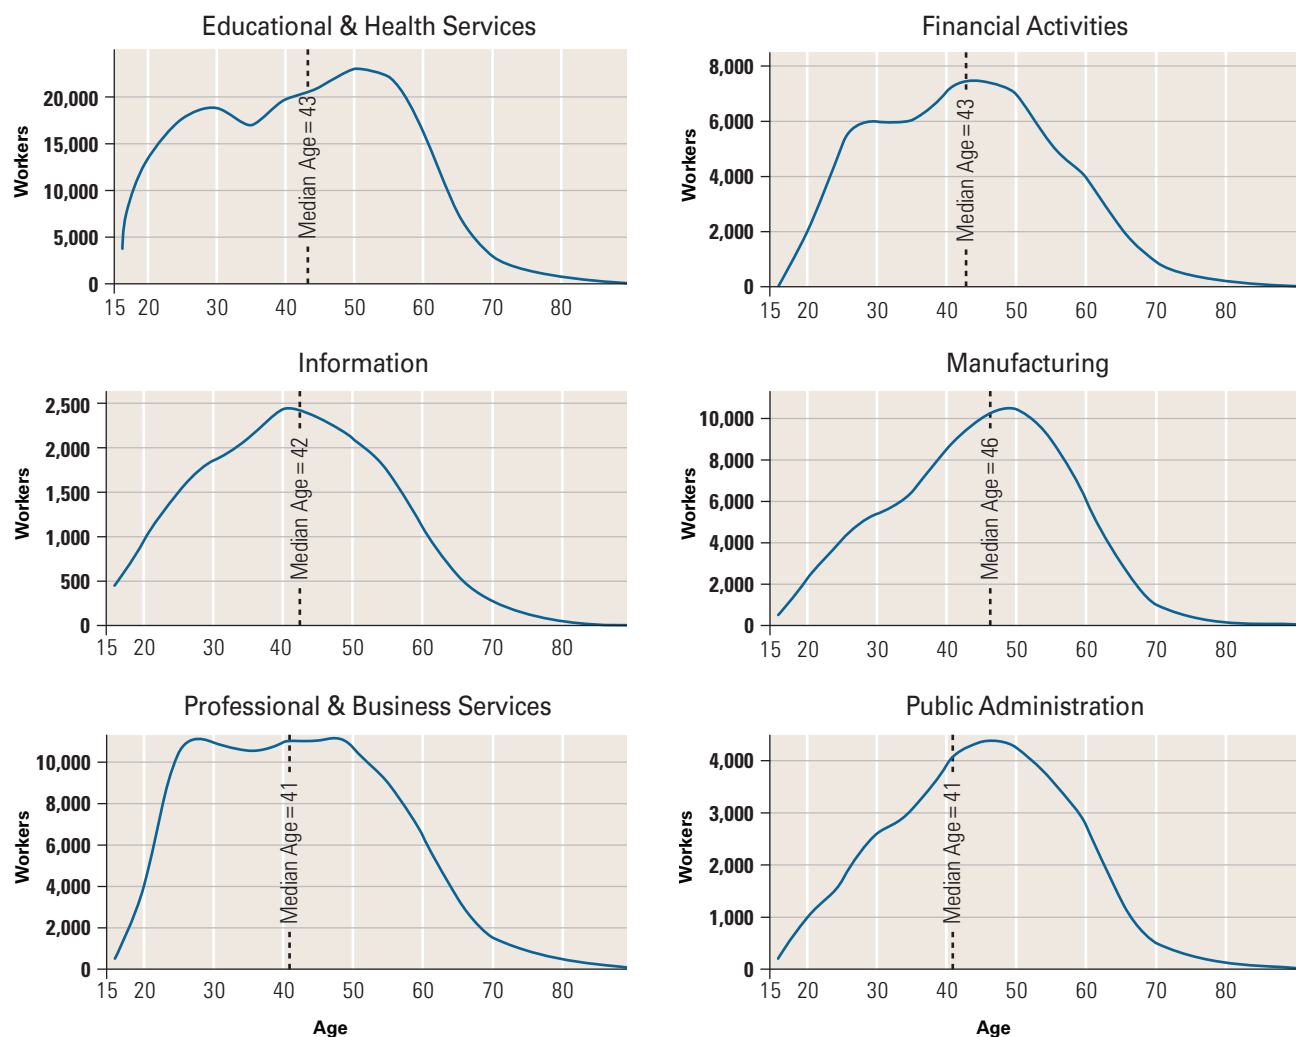 Educational & Health Services
Workers
20,000
15,000
10,000
5,000
0
Median Age = 43
15 20 30 40 50 60 70 80
Financial Activities
Workers
8,000
6,000
4,000
2,000
0
Median Age = 43
15 20 30 40 50 60 70 80
Information
Workers
2,500
2,000
1,500
1,000
500
0
Median Age = 42
15 20 30 40 50 60 70 80
Manufacturing
Workers
10,000
8,000
6,000
4,000
2,000
0
Median Age = 46
15 20 30 40 50 60 70 80
Professional & Business Services
Workers
10,000
8,000
6,000
4,000
2,000
0
Median Age = 41
15 20 30 40 50 60 70 80
Age
Public Administration
Workers
4,000
3,000
2,000
1,000
0
Median Age = 41
15 20 30 40 50 60 70 80
Age